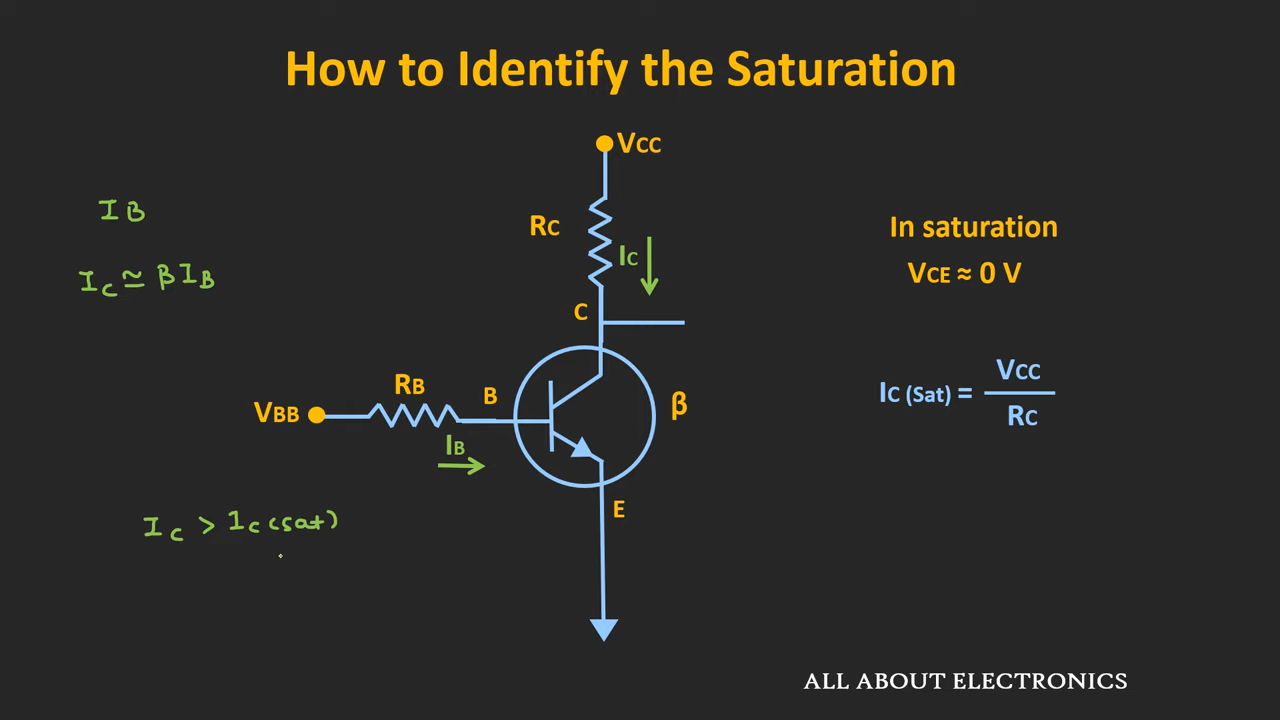 How to Identify the Saturation
VCC
IB
RC
In saturation
IC
VCE ≈ 0 V
IC ≃ βIB
C
RB
B
VCC
IC (Sat) =
RC
VBB
β
IB
E
IC > IC(sat)
ALL ABOUT ELECTRONICS